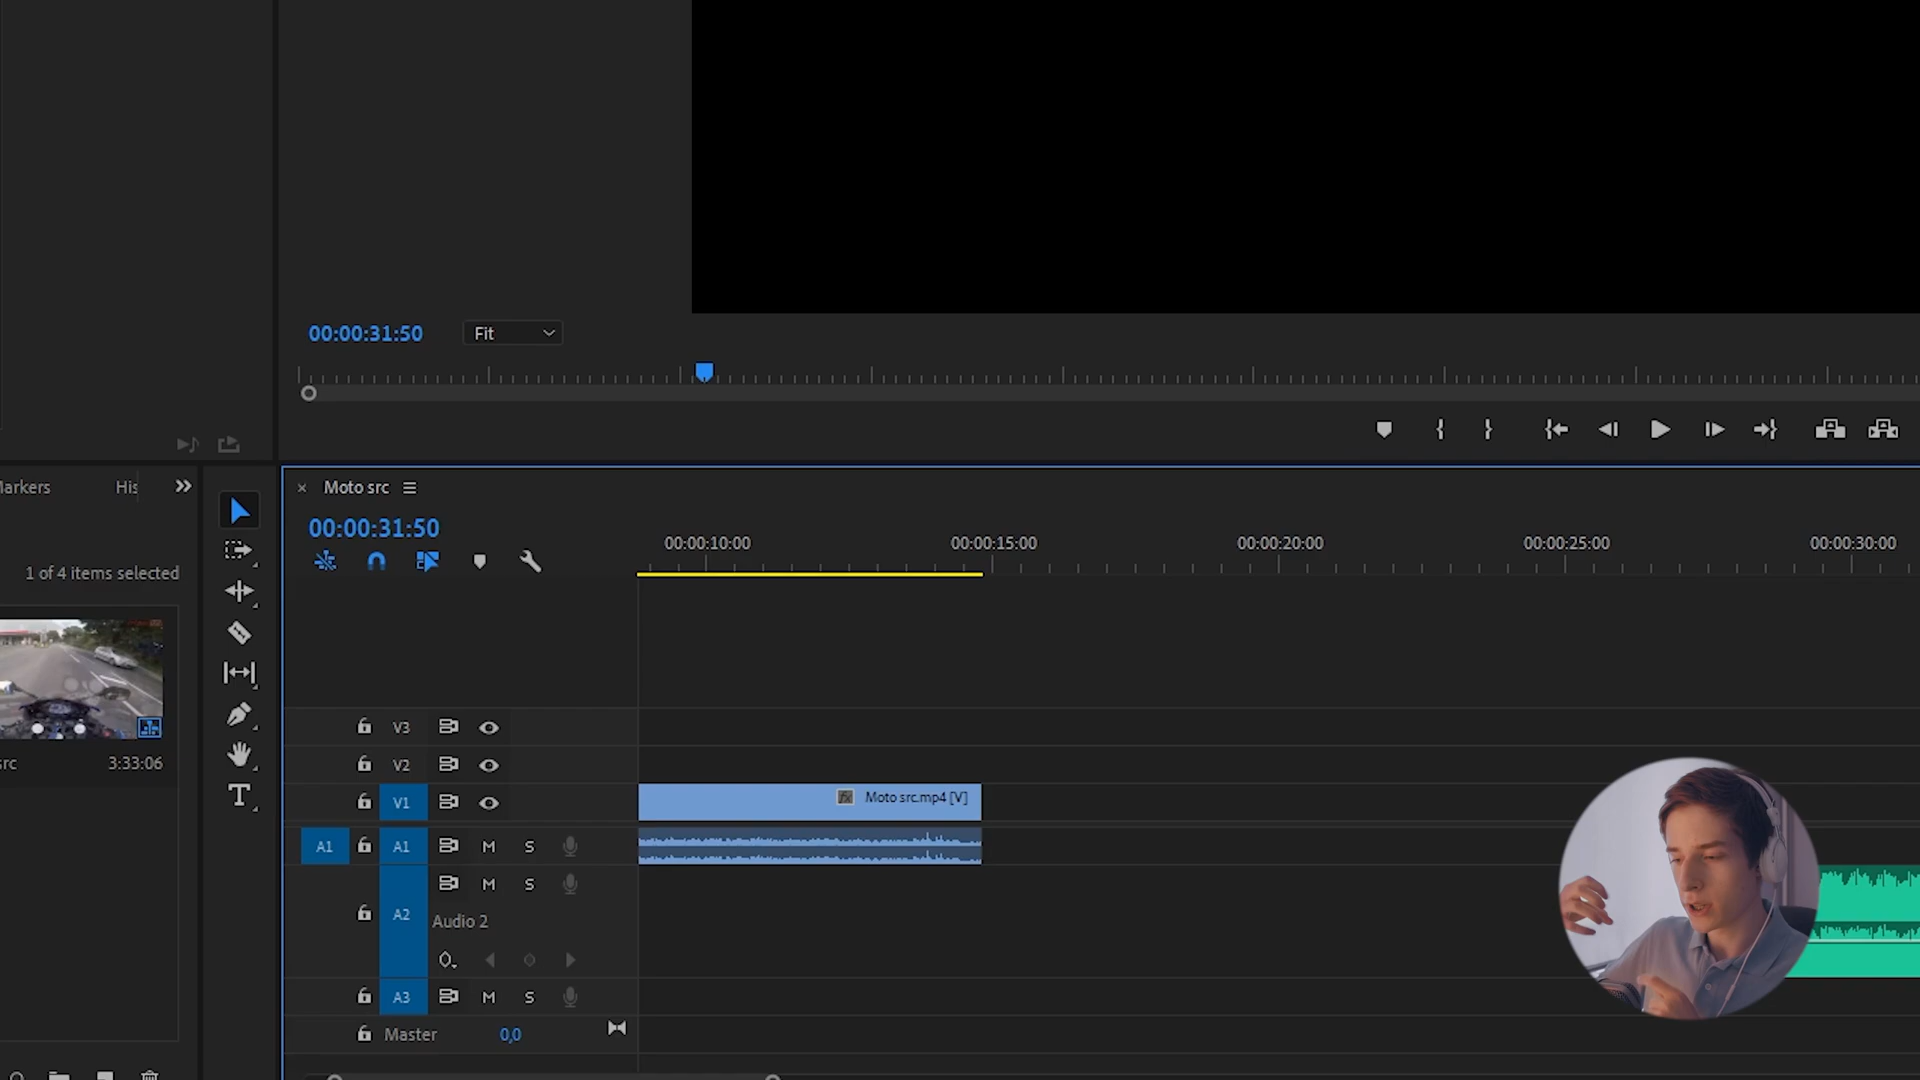 00:00:31:50
Fit
Markers
His
Moto src
00:00:31:50
00:00:10:00
00:00:15:00
00:00:20:00
00:00:25:00
00:00:30:00
1 of 4 items selected
src
3:33:06
V3
V2
V1
Moto src.mp4 [V]
A1
A1
M
S
A2
M
S
Audio 2
A3
M
S
Master
0,0